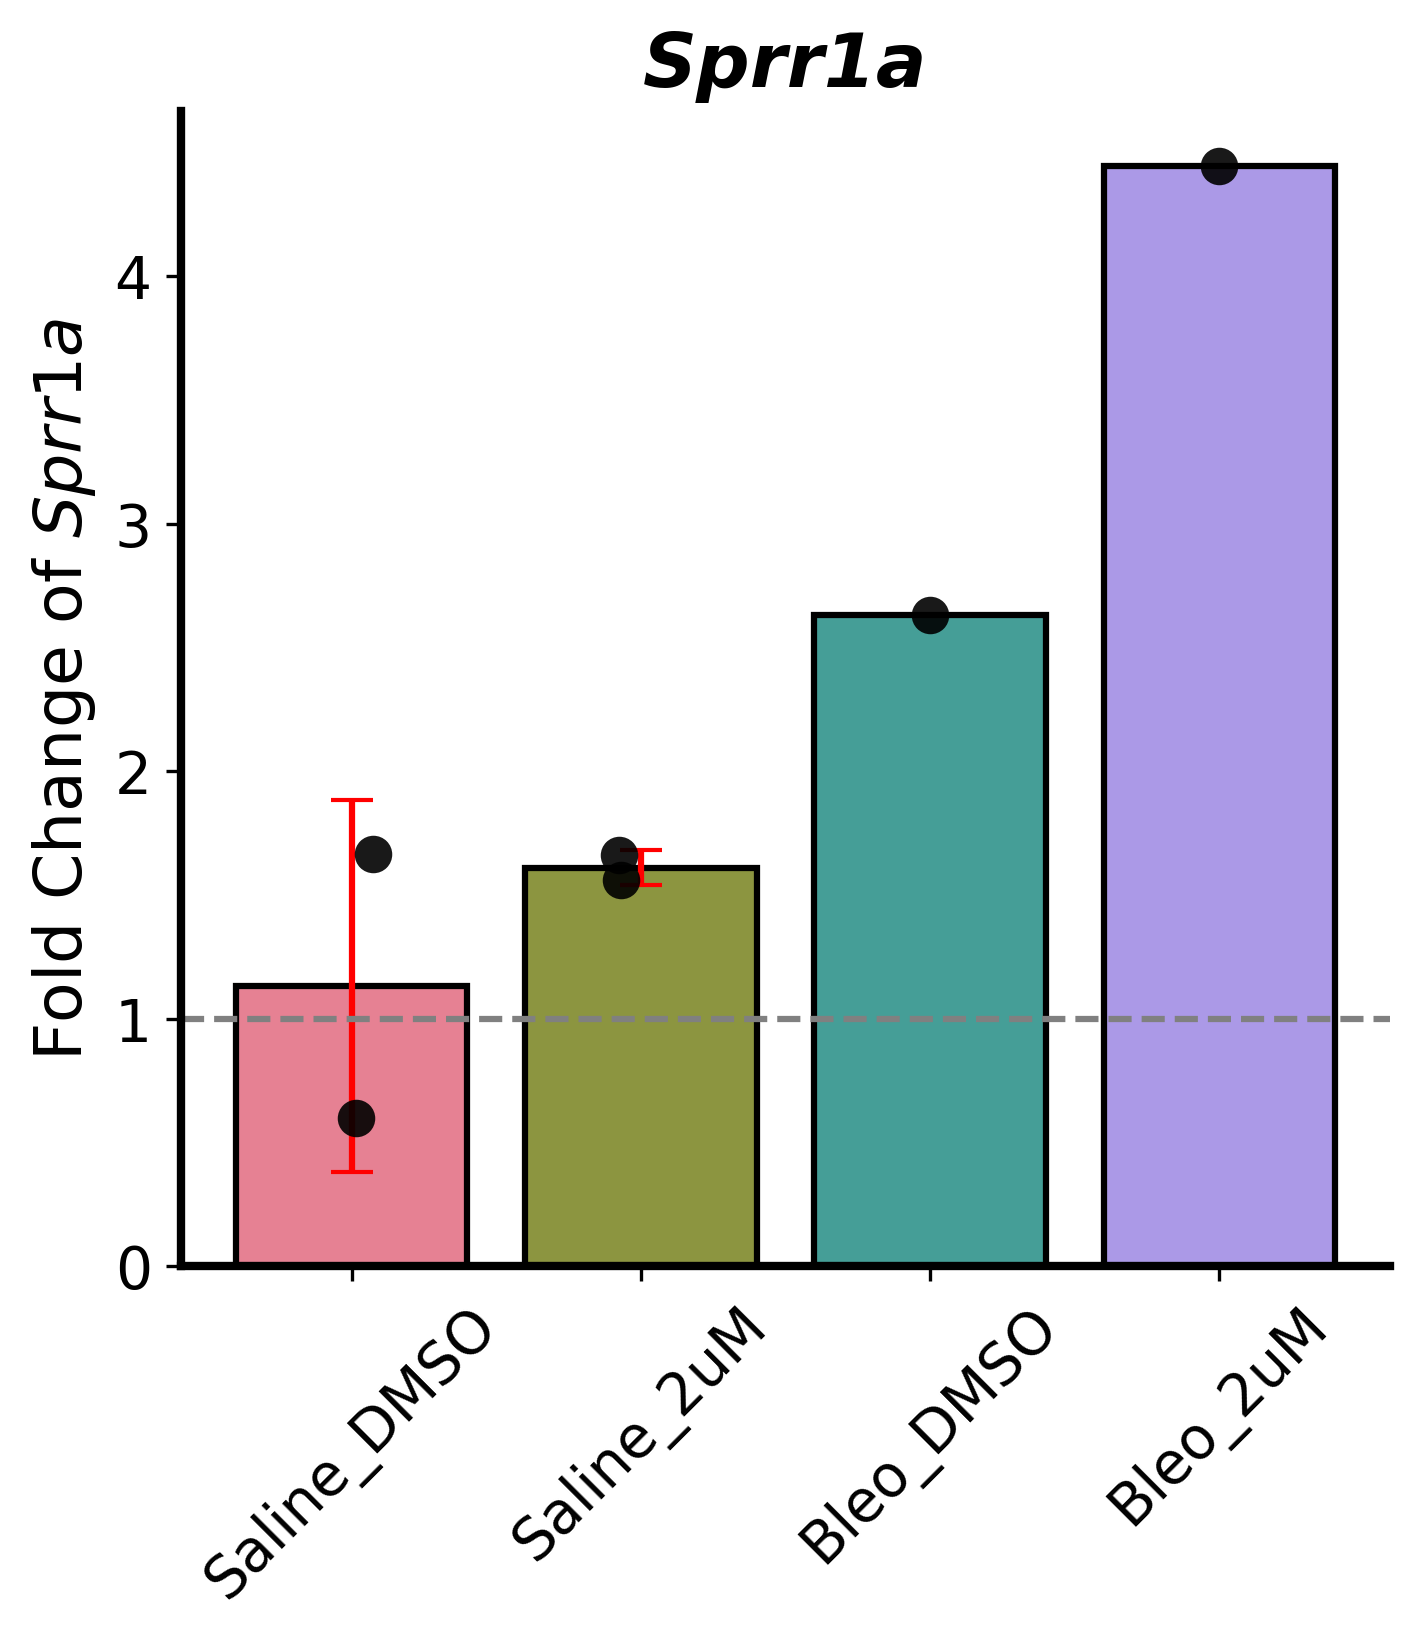 Sprr1a
Fold Change of Sprr1a
4
3
2
1
0
Saline_DMSO
Saline_2uM
Bleo_DMSO
Bleo_2uM